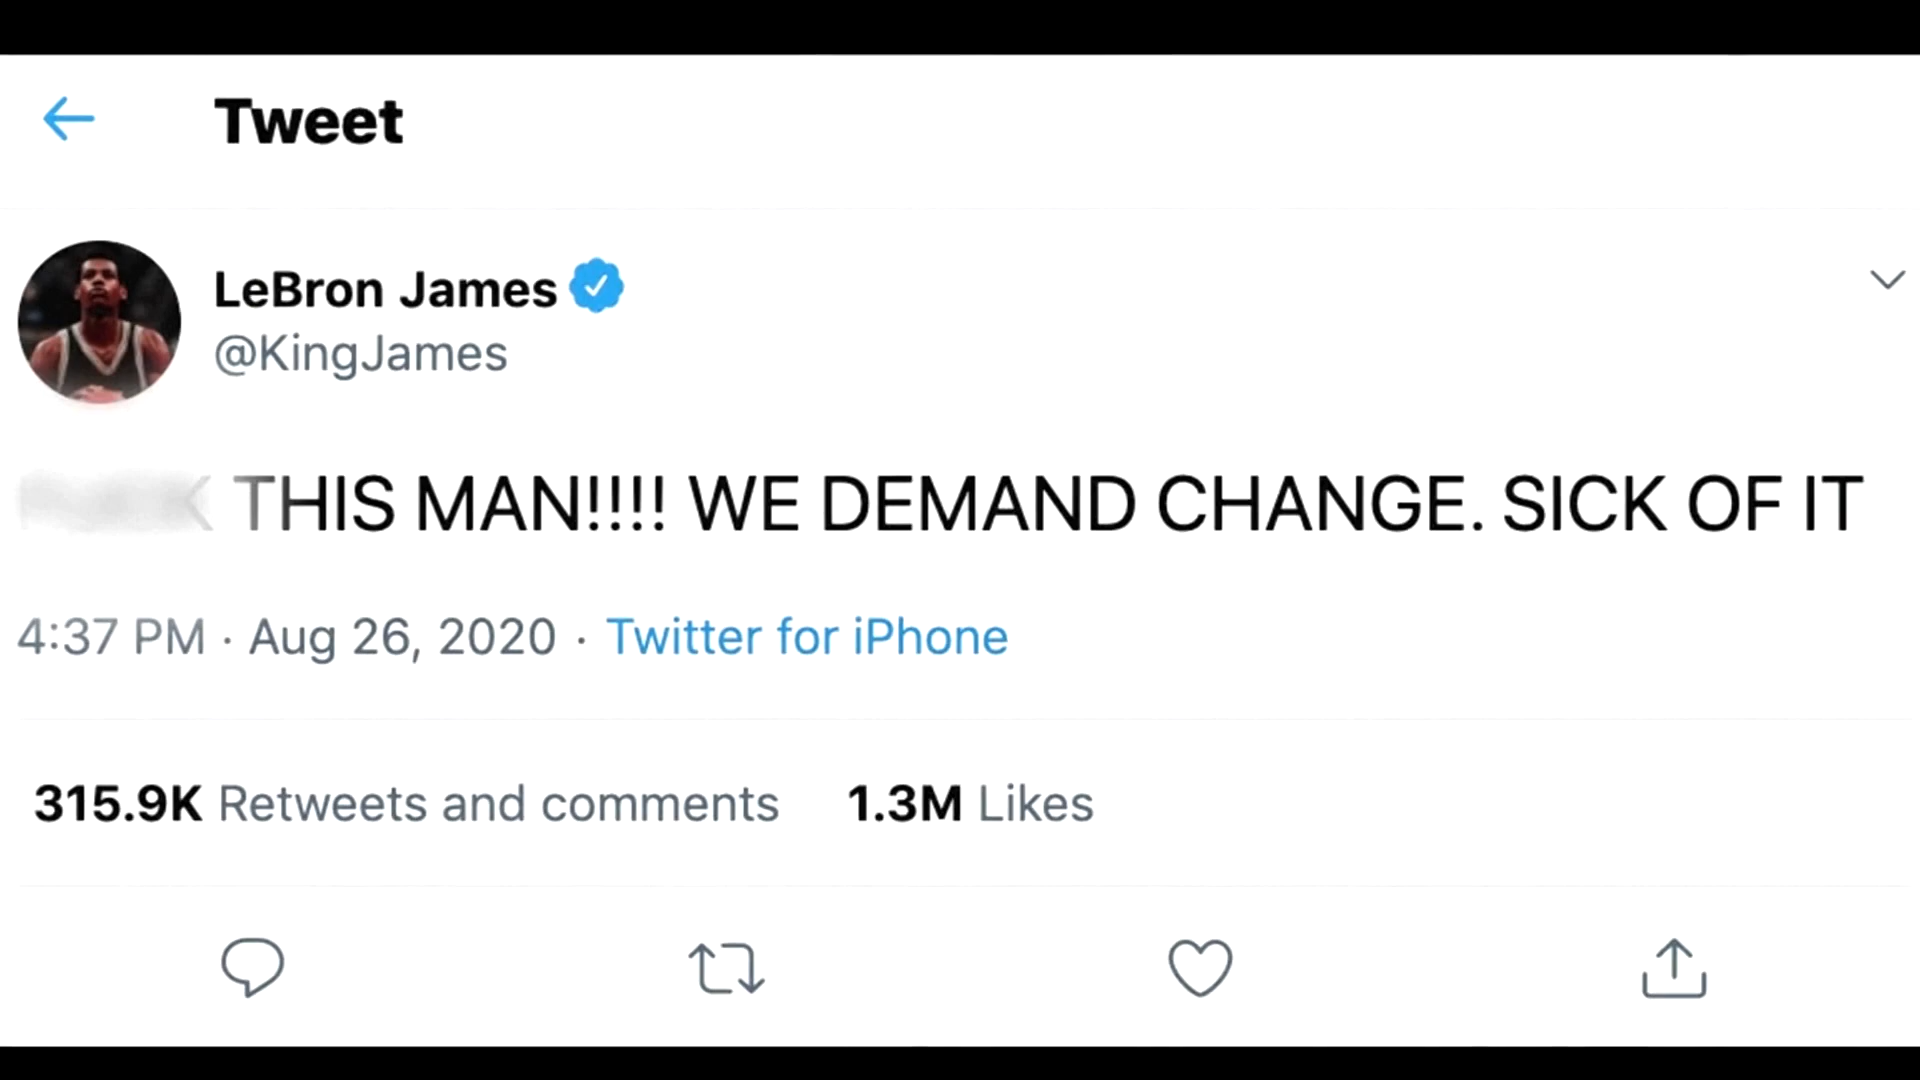 Tweet
LeBron James
@KingJames
THIS MAN!!!! WE DEMAND CHANGE. SICK OF IT
4:37 PM · Aug 26, 2020 · Twitter for iPhone
315.9K Retweets and comments 1.3M Likes